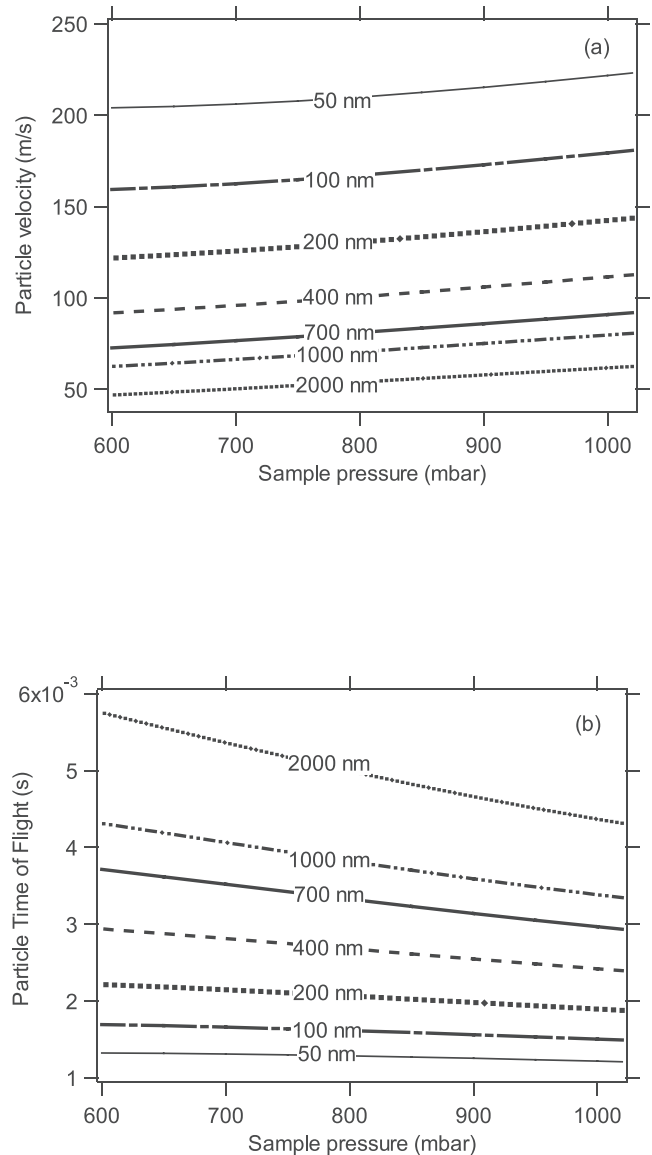 250
(a)
50 nm
200
100 nm
150
200 nm
400 nm
100
700 nm
1000 nm
2000 nm
50
Particle velocity (m/s)
600 700 800 900 1000
Sample pressure (mbar)
6x10⁻³
(b)
2000 nm
5
1000 nm
4
700 nm
400 nm
3
200 nm
2
100 nm
50 nm
1
Particle Time of Flight (s)
600 700 800 900 1000
Sample pressure (mbar)